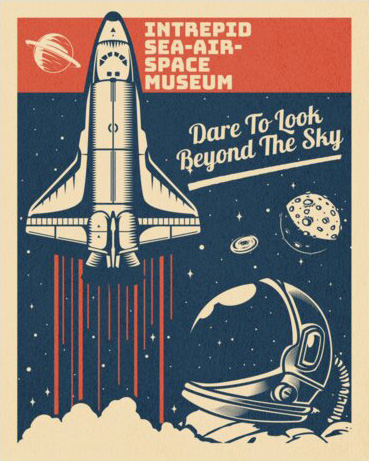 INTREPID
SEA-AIR-
SPACE
MUSEUM
Dare To Look
Beyond The Sky